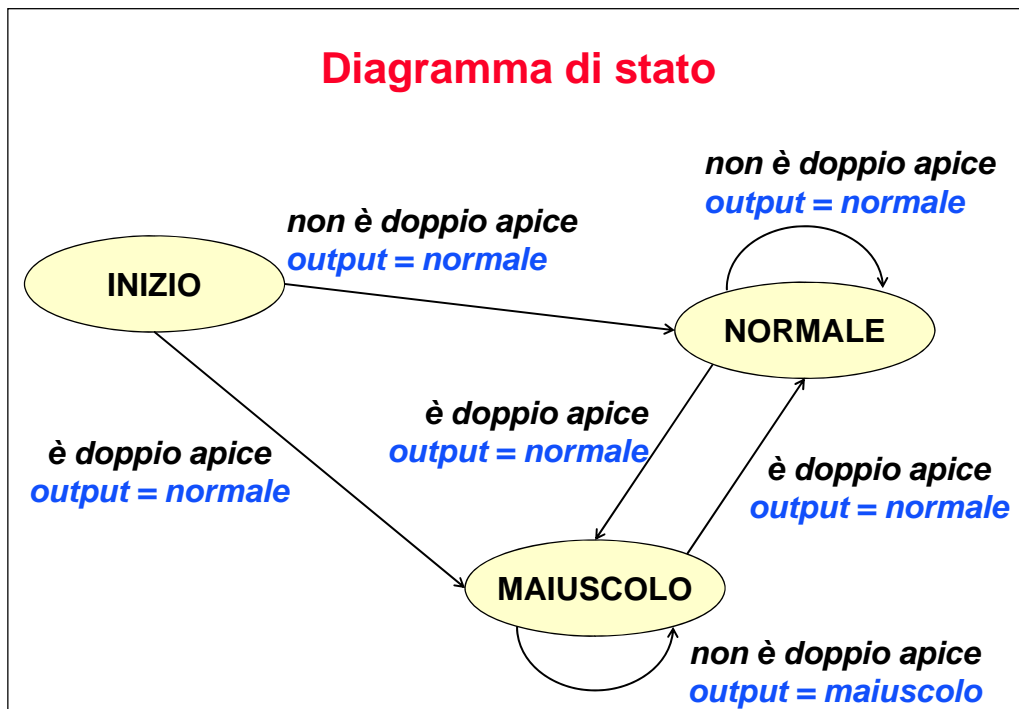 Diagramma di stato
non è doppio apice
output = normale
non è doppio apice
output = normale
INIZIO
NORMALE
è doppio apice
output = normale
è doppio apice
output = normale
è doppio apice
output = normale
MAIUSCOLO
non è doppio apice
output = maiuscolo